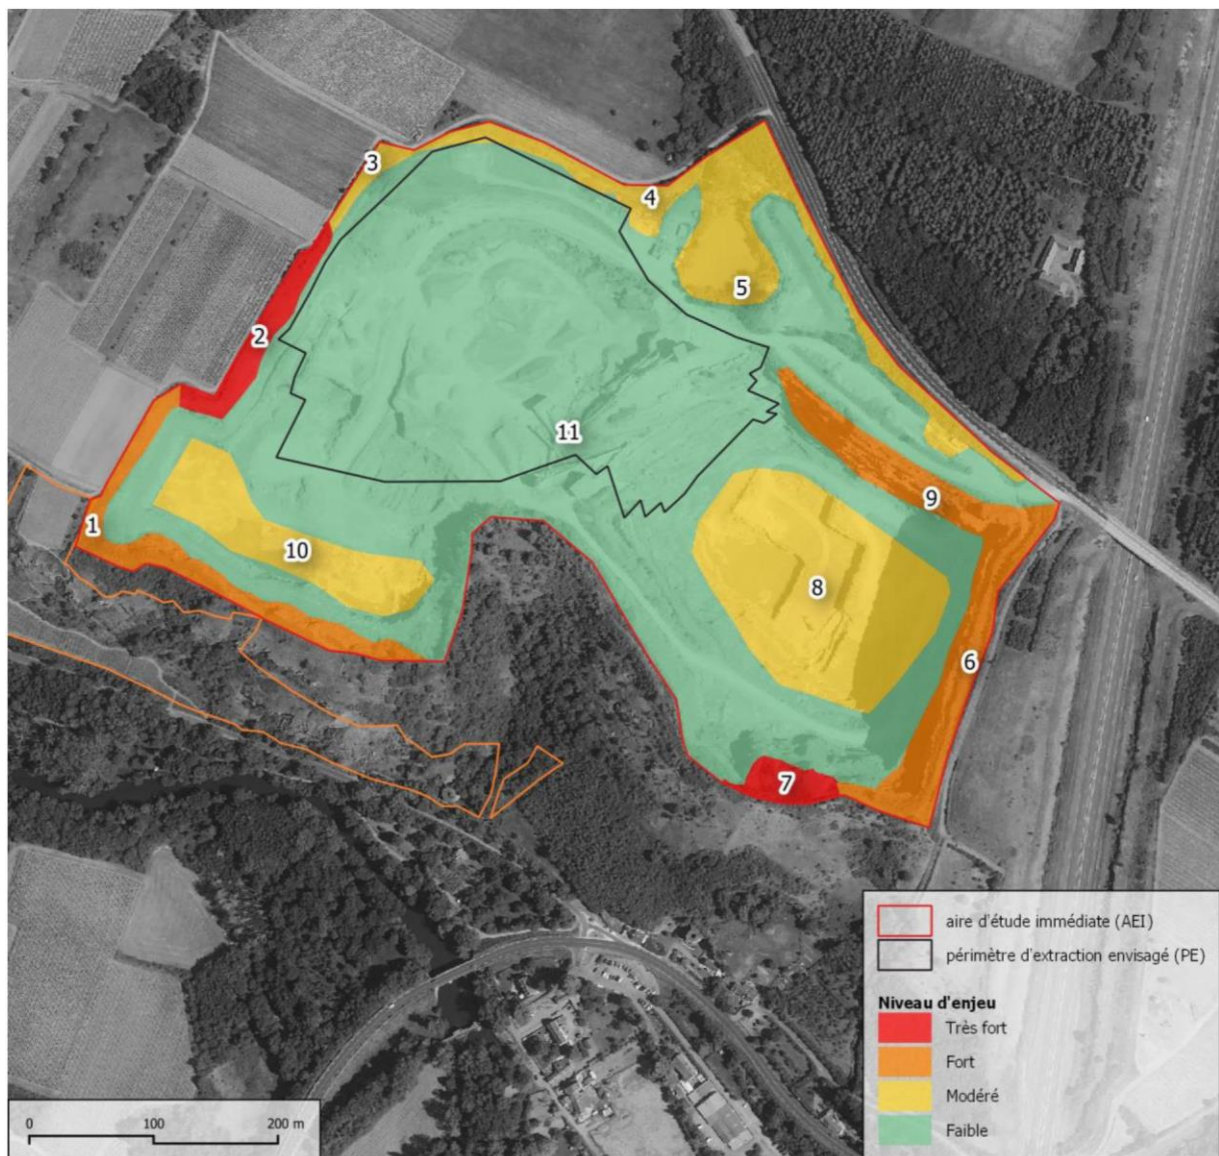 3
4
5
2
11
9
1
10
8
6
7
aire d'étude immédiate (AEI)
périmètre d'extraction envisagé (PE)
Niveau d'enjeu
Très fort
Fort
Modéré
Faible
0 100 200 m